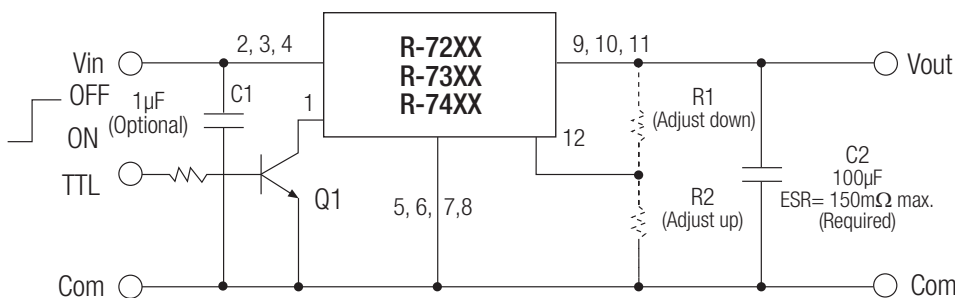 R-72XX
R-73XX
R-74XX
2, 3, 4
9, 10, 11
Vin
Vout
OFF
ON
1µF
(Optional)
C1
1
R1
(Adjust down)
12
C2
100µF
ESR= 150mΩ max.
(Required)
TTL
Q1
5, 6, 7,8
R2
(Adjust up)
Com
Com